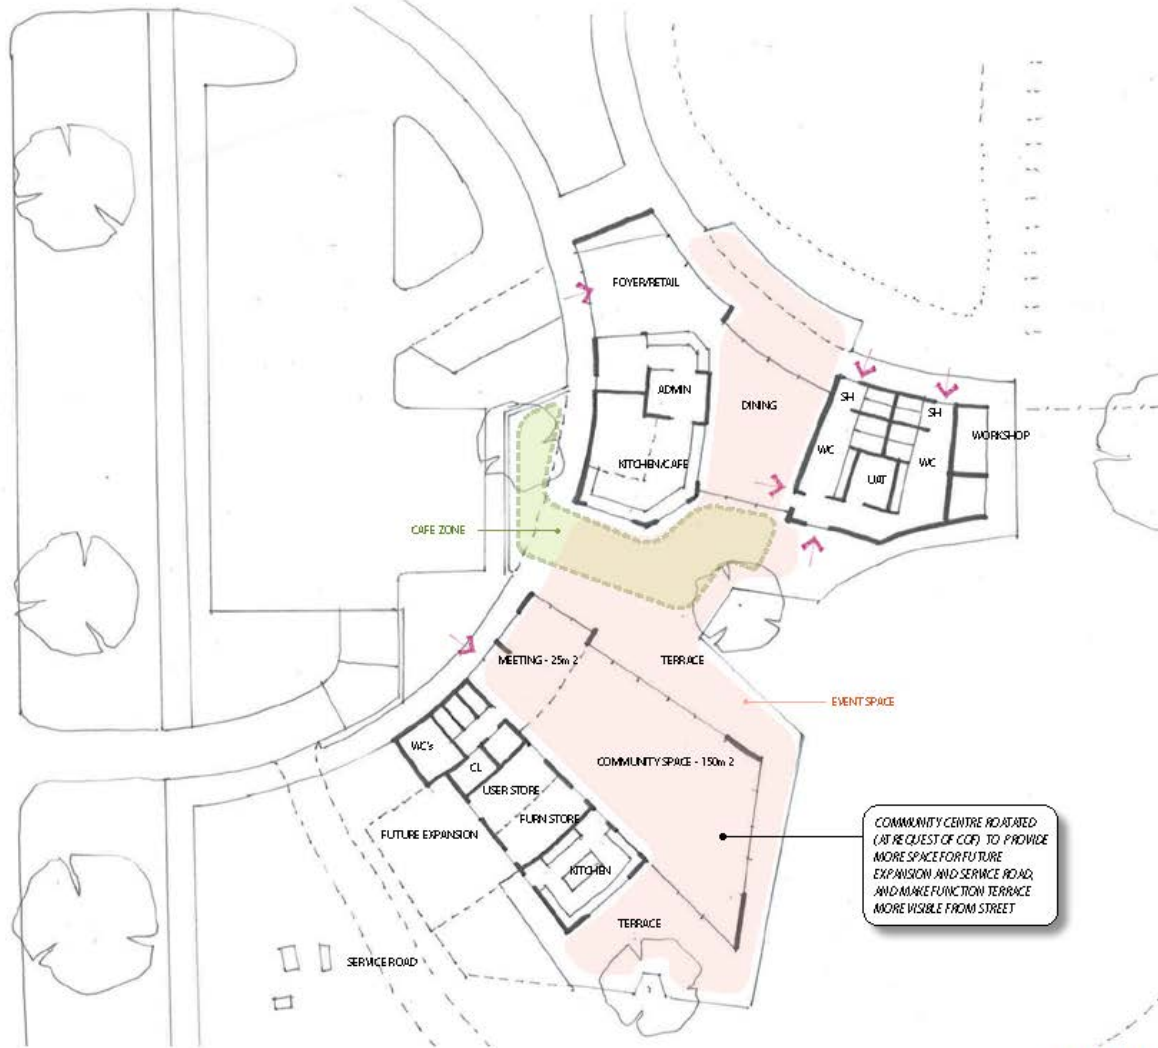 FOYER/RETAIL
ADMIN
DINING
SH
SH
WORKSHOP
WC
KITCHEN/CAFE
WC
UAT
CAFE ZONE
MEETING - 25m 2
TERRACE
EVENT SPACE
WC's
CL
COMMUNITY SPACE - 150m 2
USER STORE
FURN STORE
FUTURE EXPANSION
KITCHEN
TERRACE
SERVICE ROAD
COMMUNITY CENTRE ROATATED
(AT REQUEST OF COF) TO PROVIDE
MORE SPACE FOR FUTURE
EXPANSION AND SERVICE ROAD,
AND MAKE FUNCTION TERRACE
MORE VISIBLE FROM STREET